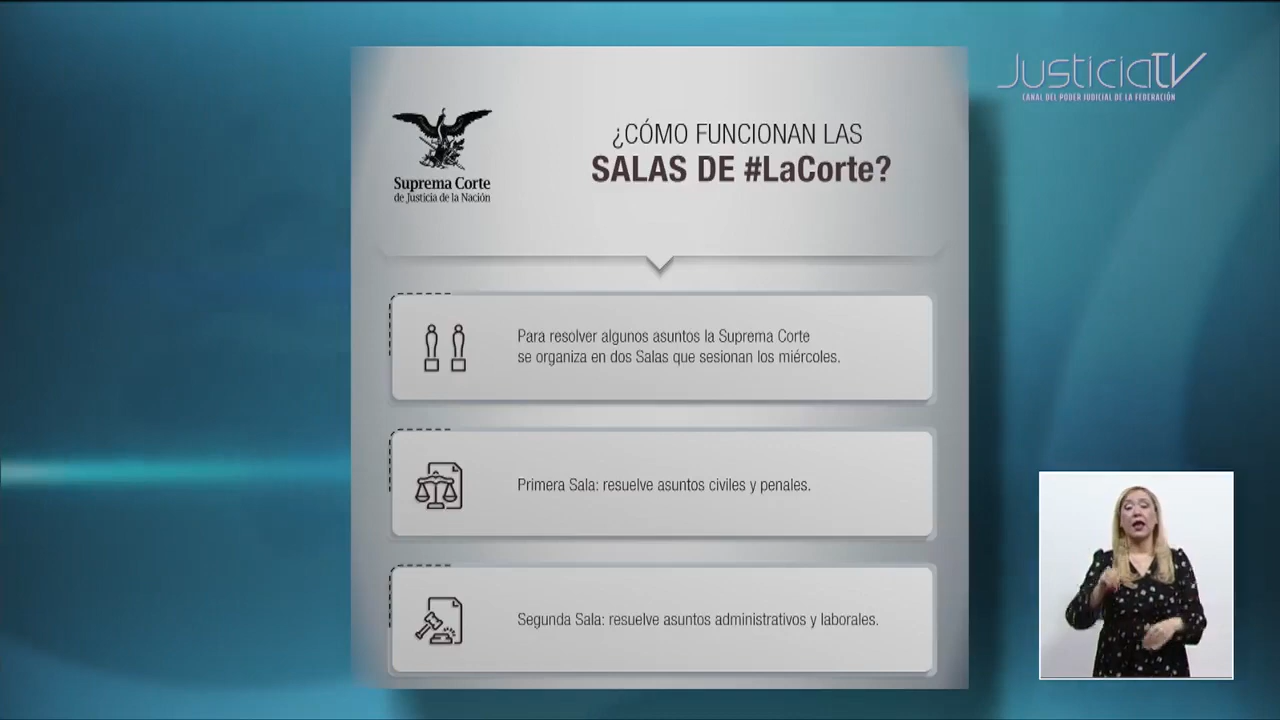 JusticiaTV
CANAL DEL PODER JUDICIAL DE LA FEDERACIÓN
Suprema Corte
de Justicia de la Nación
¿CÓMO FUNCIONAN LAS
SALAS DE #LaCorte?
Para resolver algunos asuntos la Suprema Corte
se organiza en dos Salas que sesionan los miércoles.
Primera Sala: resuelve asuntos civiles y penales.
Segunda Sala: resuelve asuntos administrativos y laborales.